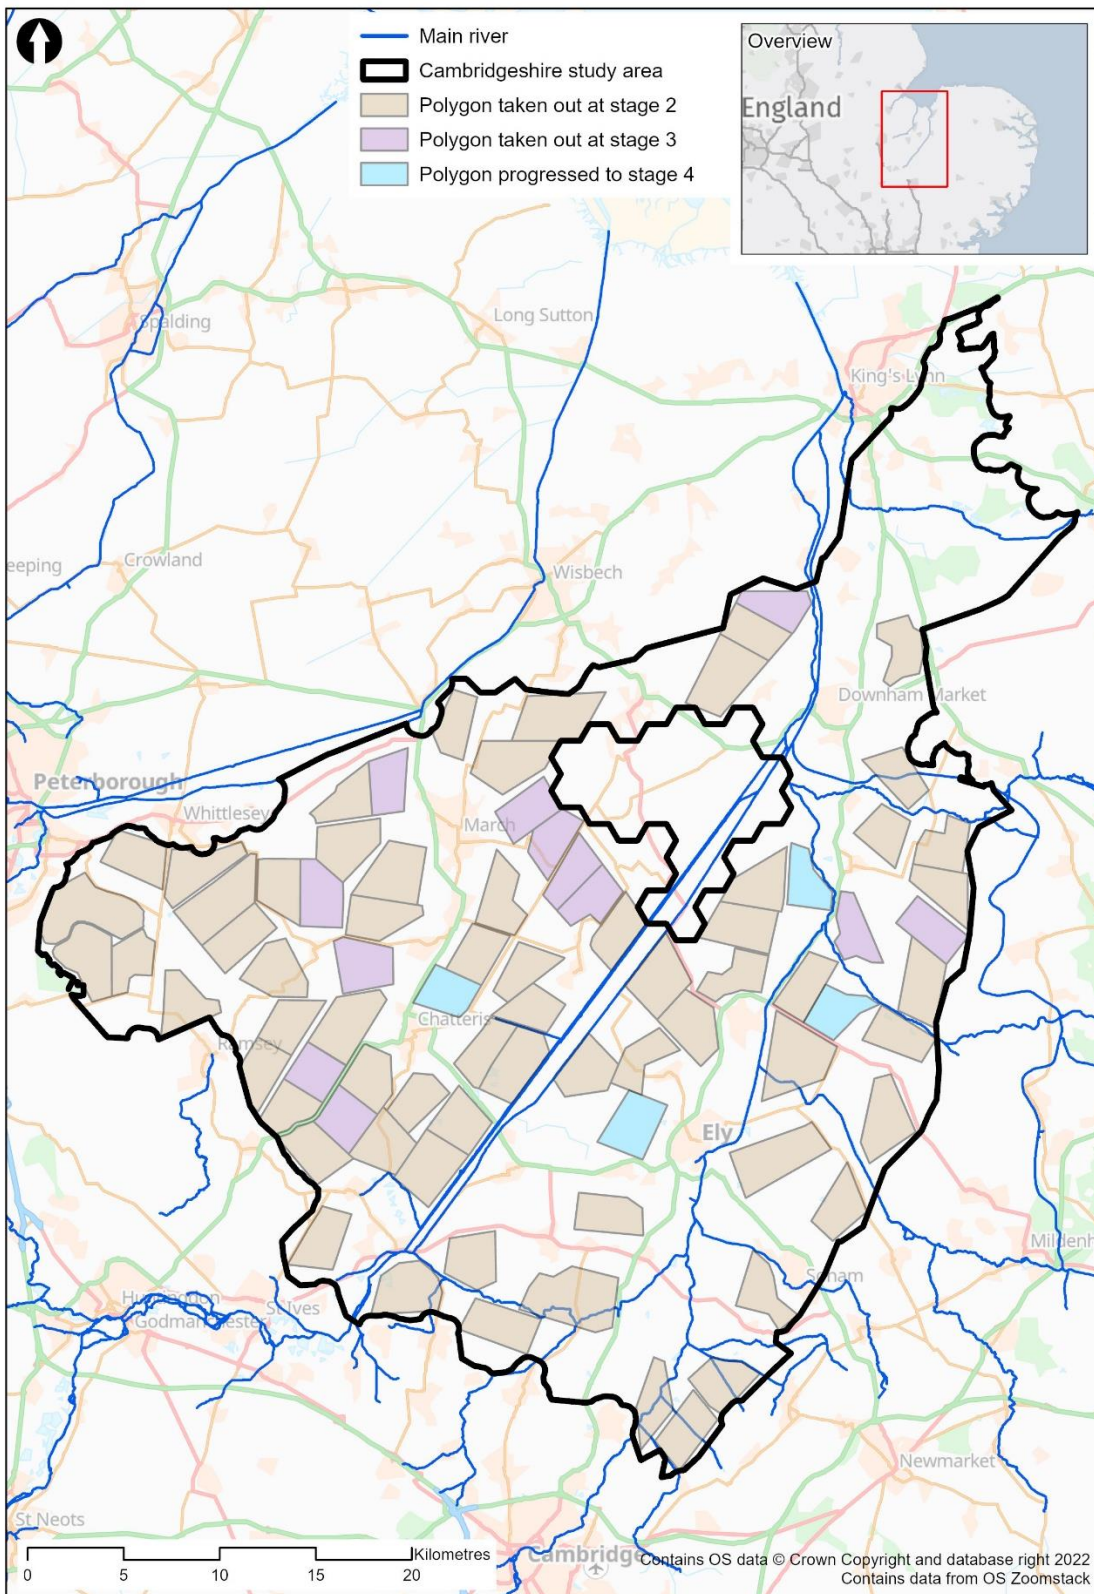 Main river
Cambridgeshire study area
Polygon taken out at stage 2
Polygon taken out at stage 3
Polygon progressed to stage 4
Overview
England
Spalding
Long Sutton
King's Lynn
eeping
Crowland
Wisbech
Downham Market
Peterborough
Whittlesey
March
Chatteris
Ramsey
Ely
Mildenh
Soham
Huntingdon
Godmanchester
St Ives
Newmarket
St Neots
Cambridge
0 5 10 15 20 Kilometres
Contains OS data © Crown Copyright and database right 2022
Contains data from OS Zoomstack